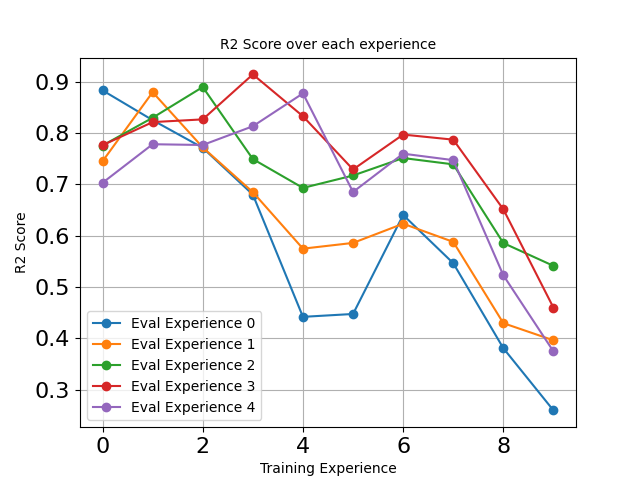 R2 Score over each experience
R2 Score
0.9
0.8
0.7
0.6
0.5
0.4
0.3
Eval Experience 0
Eval Experience 1
Eval Experience 2
Eval Experience 3
Eval Experience 4
0 2 4 6 8
Training Experience